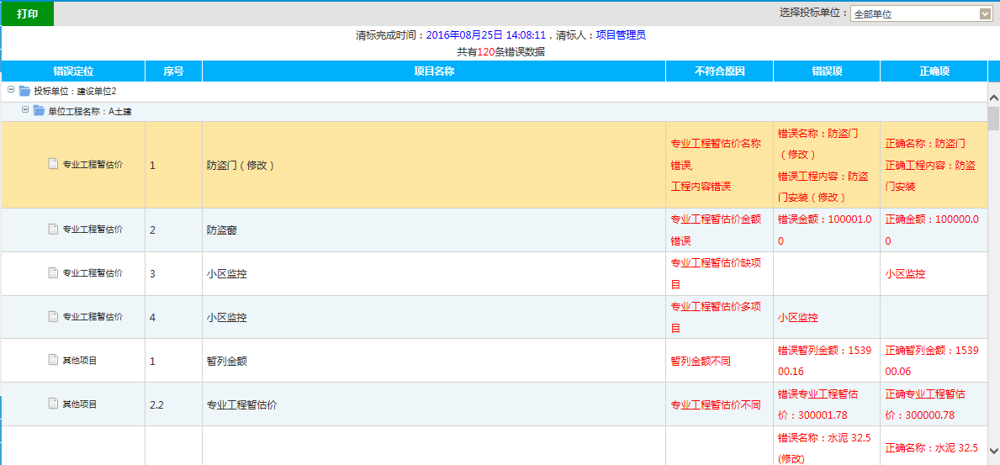 打印
选择投标单位：
全部单位
清标完成时间：2016年08月25日 14:08:11，清标人：项目管理员
共有120条错误数据
错误定位 序号 项目名称 不符合原因 错误项 正确项
投标单位：建设单位2
单位工程名称：A土建
专业工程暂估价
1
防盗门（修改）
专业工程暂估价名称
错误,
工程内容错误
错误名称：防盗门
（修改）
错误工程内容：防盗
门安装（修改）
正确名称：防盗门
正确工程内容：防盗
门安装
专业工程暂估价
2
防盗窗
专业工程暂估价金额
错误
错误金额：100001.0
0
正确金额：100000.0
0
专业工程暂估价
3
小区监控
专业工程暂估价缺项
目
小区监控
专业工程暂估价
4
小区监控
专业工程暂估价多项
目
小区监控
其他项目
1
暂列金额
暂列金额不同
错误暂列金额：1539
00.16
正确暂列金额：1539
00.06
其他项目
2.2
专业工程暂估价
专业工程暂估价不同
错误专业工程暂估
价：300001.78
正确专业工程暂估
价：300000.78
错误名称：水泥 32.5
(修改)
正确名称：水泥 32.5